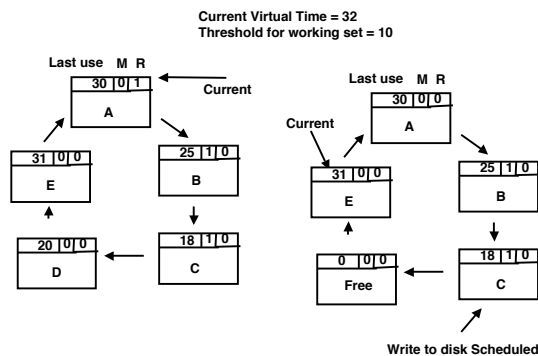 Current Virtual Time = 32
Threshold for working set = 10
Last use M R
30 0 1
A
Current
25 1 0
B
18 1 0
C
20 0 0
D
31 0 0
E
Last use M R
30 0 0
A
Current
25 1 0
B
18 1 0
C
0 0 0
Free
31 0 0
E
Write to disk Scheduled